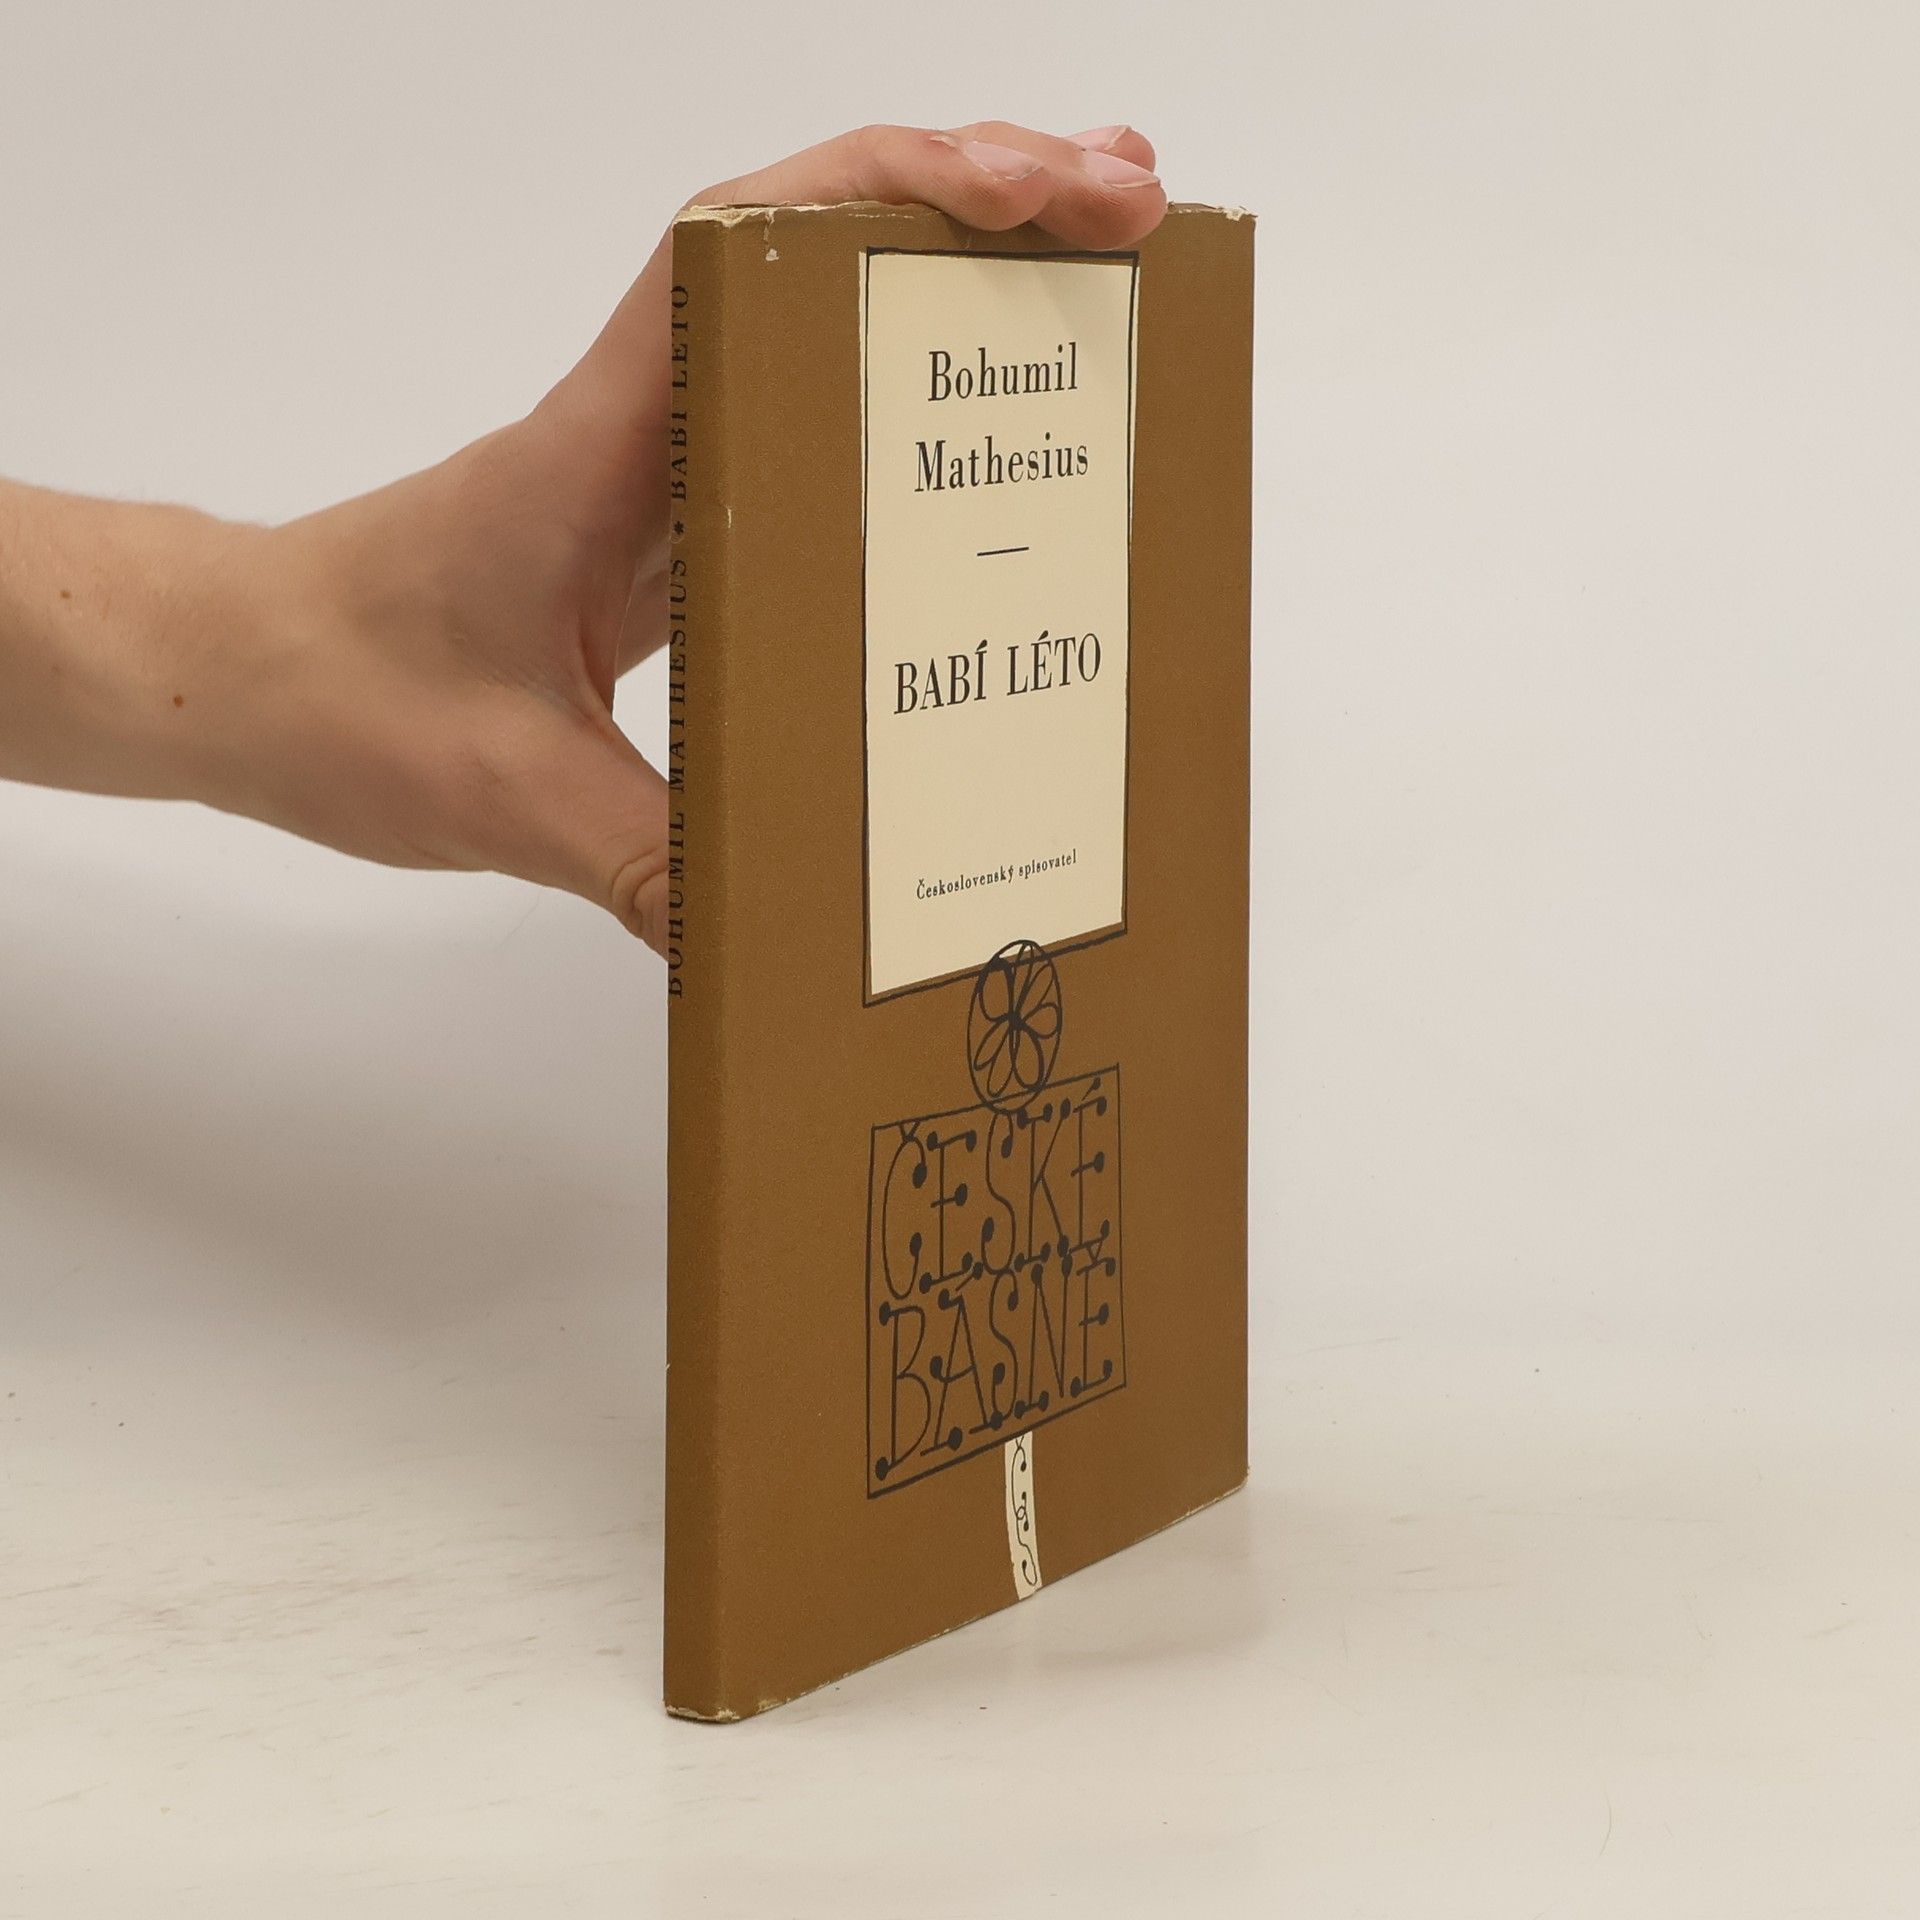 BOHUMIL MATHESIUS * BABÍ LÉTO
Bohumil
Mathesius
BABÍ LÉTO
Československý spisovatel
ČESKÉ
BÁSNĚ